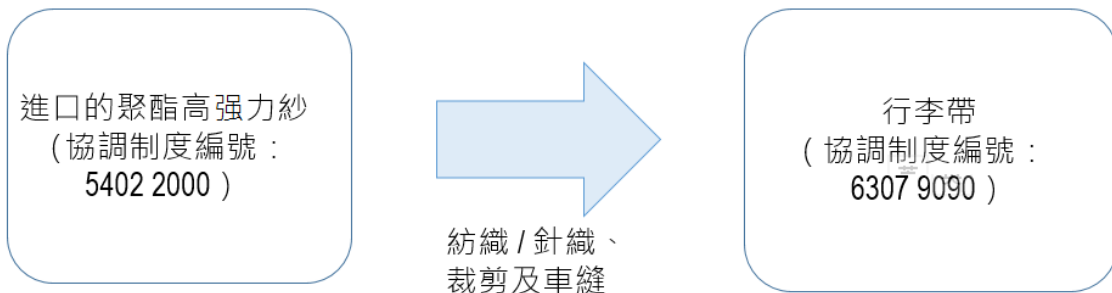 進口的聚酯高强力紗
（協調制度編號：
5402 2000）
紡織 / 針織、
裁剪及車縫
行李帶
（協調制度編號：
6307 9090）